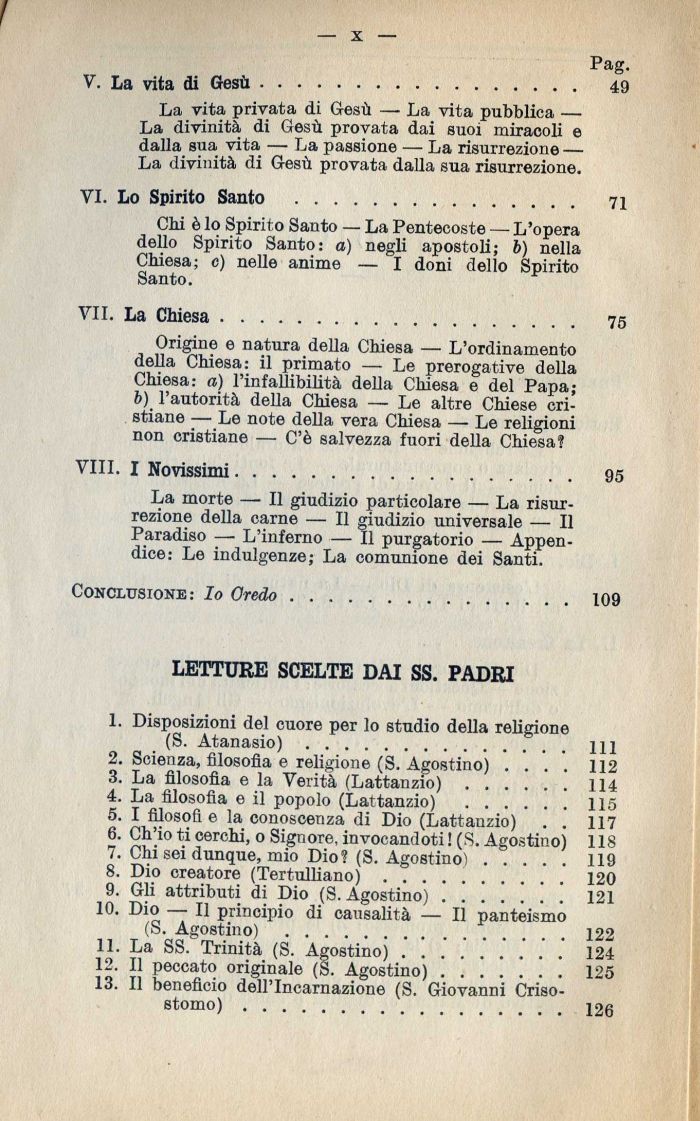 — X —
Pag.
V. La vita di Gesù . . . . . . . . . . . . . . . . . 49
La vita privata di Gesù — La vita pubblica —
La divinità di Gesù provata dai suoi miracoli e
dalla sua vita — La passione — La risurrezione —
La divinità di Gesù provata dalla sua risurrezione.
VI. Lo Spirito Santo . . . . . . . . . . . . . . . 71
Chi è lo Spirito Santo — La Pentecoste — L'opera
dello Spirito Santo: a) negli apostoli; b) nella
Chiesa; c) nelle anime — I doni dello Spirito
Santo.
VII. La Chiesa . . . . . . . . . . . . . . . . . . . 75
Origine e natura della Chiesa — L'ordinamento
della Chiesa: il primato — Le prerogative della
Chiesa: a) l'infallibilità della Chiesa e del Papa;
b) l'autorità della Chiesa — Le altre Chiese cri-
stiane — Le note della vera Chiesa — Le religioni
non cristiane — C'è salvezza fuori della Chiesa?
VIII. I Novissimi . . . . . . . . . . . . . . . . . . 95
La morte — Il giudizio particolare — La risur-
rezione della carne — Il giudizio universale — Il
Paradiso — L'inferno — Il purgatorio — Appen-
dice: Le indulgenze; La comunione dei Santi.
CONCLUSIONE: Io Credo . . . . . . . . . . . . . . . 109
LETTURE SCELTE DAI SS. PADRI
1. Disposizioni del cuore per lo studio della religione
(S. Atanasio) . . . . . . . . . . . . . . 111
2. Scienza, filosofia e religione (S. Agostino) . . . . 112
3. La filosofia e la Verità (Lattanzio) . . . . . . 114
4. La filosofia e il popolo (Lattanzio) . . . . . . 115
5. I filosofi e la conoscenza di Dio (Lattanzio) . . 117
6. Ch'io ti cerchi, o Signore, invocandoti! (S. Agostino) 118
7. Chi sei dunque, mio Dio? (S. Agostino) . . . . . 119
8. Dio creatore (Tertulliano) . . . . . . . . . . 120
9. Gli attributi di Dio (S. Agostino) . . . . . . . 121
10. Dio — Il principio di causalità — Il panteismo
(S. Agostino) . . . . . . . . . . . . . . . 122
11. La SS. Trinità (S. Agostino) . . . . . . . . . 124
12. Il peccato originale (S. Agostino) . . . . . . . 125
13. Il beneficio dell'Incarnazione (S. Giovanni Criso-
stomo) . . . . . . . . . . . . . . . . . 126